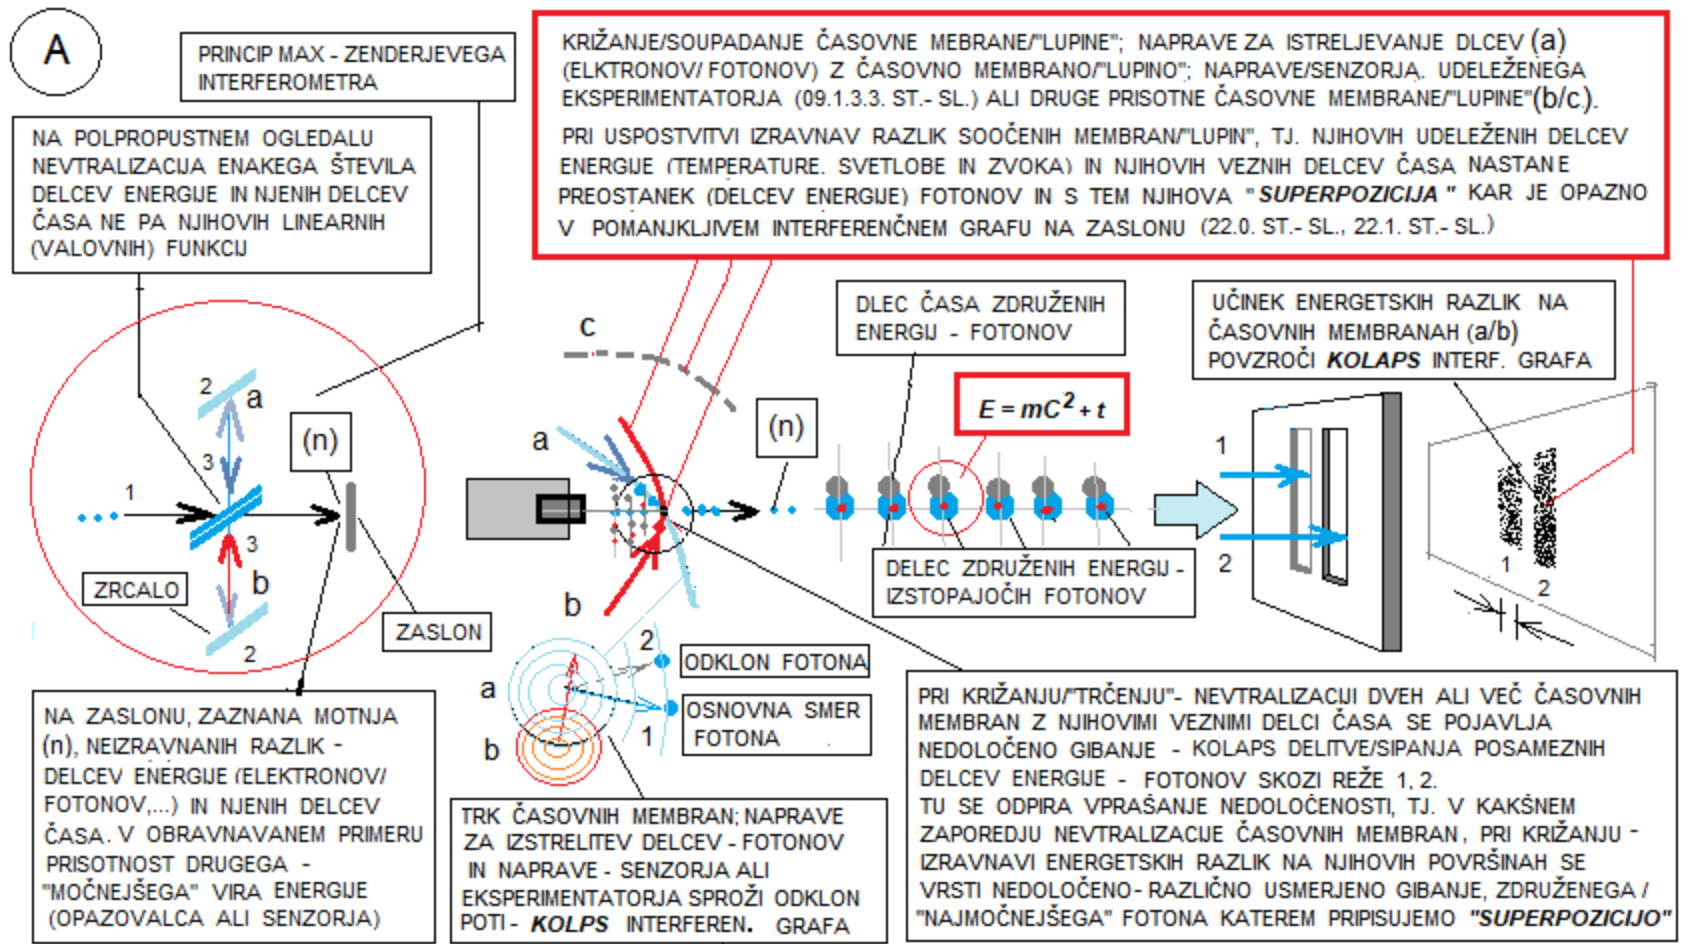 A
PRINCIP MAX - ZENDERJEVEGA
INTERFEROMETRA
KRIŽANJE/SOUPADANJE ČASOVNE MEBRANE/"LUPINE"; NAPRAVE ZA ISTRELJEVANJE DLCEV (a)
(ELKTRONOV/ FOTONOV) Z ČASOVNO MEMBRANO/"LUPINO"; NAPRAVE/SENZORJA. UDELEŽENEGA
EKSPERIMENTATORJA (09.1.3.3. ST.- SL.) ALI DRUGE PRISOTNE ČASOVNE MEMBRANE/"LUPINE"(b/c).
PRI USPOSTVITVI IZRAVNAV RAZLIK SOOČENIH MEMBRAN/"LUPIN", TJ. NJIHOVIH UDELEŽENIH DELCEV
ENERGIJE (TEMPERATURE. SVETLOBE IN ZVOKA) IN NJIHOVIH VEZNIH DELCEV ČASA NASTANE
PREOSTANEK (DELCEV ENERGIJE) FOTONOV IN S TEM NJIHOVA "SUPERPOZICIJA" KAR JE OPAZNO
V POMANJKLJIVEM INTERFERENČNEM GRAFU NA ZASLONU (22.0. ST.- SL., 22.1. ST.- SL.)
NA POLPROPUSTNEM OGLEDALU
NEVTRALIZACIJA ENAKEGA ŠTEVILA
DELCEV ENERGIJE IN NJENIH DELCEV
ČASA NE PA NJIHOVIH LINEARNIH
(VALOVNIH) FUNKCIJ
DLEC ČASA ZDRUŽENIH
ENERGIJ - FOTONOV
UČINEK ENERGETSKIH RAZLIK NA
ČASOVNIH MEMBRANAH (a/b)
POVZROČI KOLAPS INTERF. GRAFA
c
E = mC² + t
2
a
(n)
3
1
3
b
2
ZRCALO
ZASLON
a
(n)
b
1
2
1
2
DELEC ZDRUŽENIH ENERGIJ -
IZSTOPAJOČIH FOTONOV
2
ODKLON FOTONA
a
OSNOVNA SMER
FOTONA
1
b
NA ZASLONU, ZAZNANA MOTNJA
(n), NEIZRAVNANIH RAZLIK -
DELCEV ENERGIJE (ELEKTRONOV/
FOTONOV,...) IN NJENIH DELCEV
ČASA. V OBRAVNAVANEM PRIMERU
PRISOTNOST DRUGEGA -
"MOČNEJŠEGA" VIRA ENERGIJE
(OPAZOVALCA ALI SENZORJA)
TRK ČASOVNIH MEMBRAN; NAPRAVE
ZA IZSTRELITEV DELCEV - FOTONOV
IN NAPRAVE - SENZORJA ALI
EKSPERIMENTATORJA SPROŽI ODKLON
POTI - KOLPS INTERFEREN. GRAFA
PRI KRIŽANJU/"TRČENJU"- NEVTRALIZACIJI DVEH ALI VEČ ČASOVNIH
MEMBRAN Z NJIHOVIMI VEZNIMI DELCI ČASA SE POJAVLJA
NEDOLOČENO GIBANJE - KOLAPS DELITVE/SIPANJA POSAMEZNIH
DELCEV ENERGIJE - FOTONOV SKOZI REŽE 1, 2.
TU SE ODPIRA VPRAŠANJE NEDOLOČENOSTI, TJ. V KAKŠNEM
ZAPOREDJU NEVTRALIZACIJE ČASOVNIH MEMBRAN, PRI KRIŽANJU -
IZRAVNAVI ENERGETSKIH RAZLIK NA NJIHOVIH POVRŠINAH SE
VRSTI NEDOLOČENO- RAZLIČNO USMERJENO GIBANJE, ZDRUŽENEGA /
"NAJMOČNEJŠEGA" FOTONA KATEREM PRIPISUJEMO "SUPERPOZICIJO"